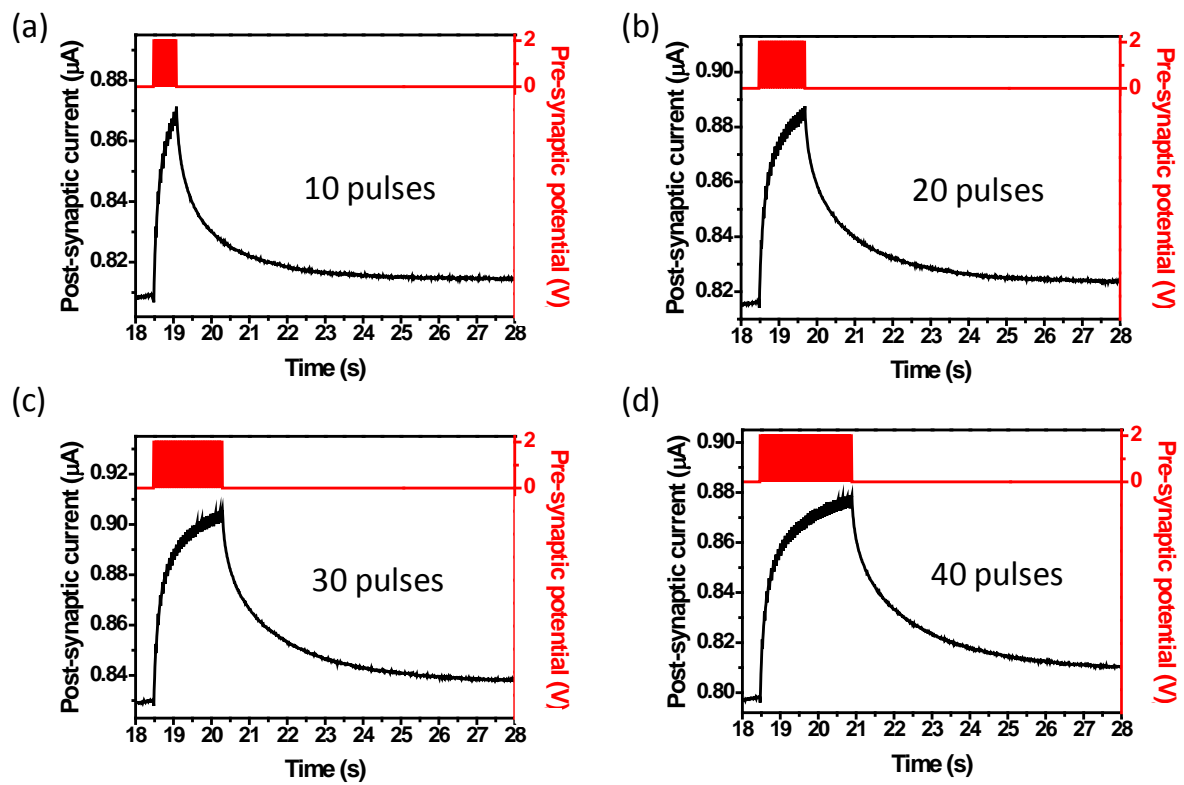 (a)
Post-synaptic current (µA)
0.88
0.86
0.84
0.82
2
0
Pre-synaptic potential (V)
10 pulses
18 19 20 21 22 23 24 25 26 27 28
Time (s)
(b)
Post-synaptic current (µA)
0.90
0.88
0.86
0.84
0.82
2
0
Pre-synaptic potential (V)
20 pulses
18 19 20 21 22 23 24 25 26 27 28
Time (s)
(c)
Post-synaptic current (µA)
0.92
0.90
0.88
0.86
0.84
2
0
Pre-synaptic potential (V)
30 pulses
18 19 20 21 22 23 24 25 26 27 28
Time (s)
(d)
Post-synaptic current (µA)
0.90
0.88
0.86
0.84
0.82
0.80
2
0
Pre-synaptic potential (V)
40 pulses
18 19 20 21 22 23 24 25 26 27 28
Time (s)